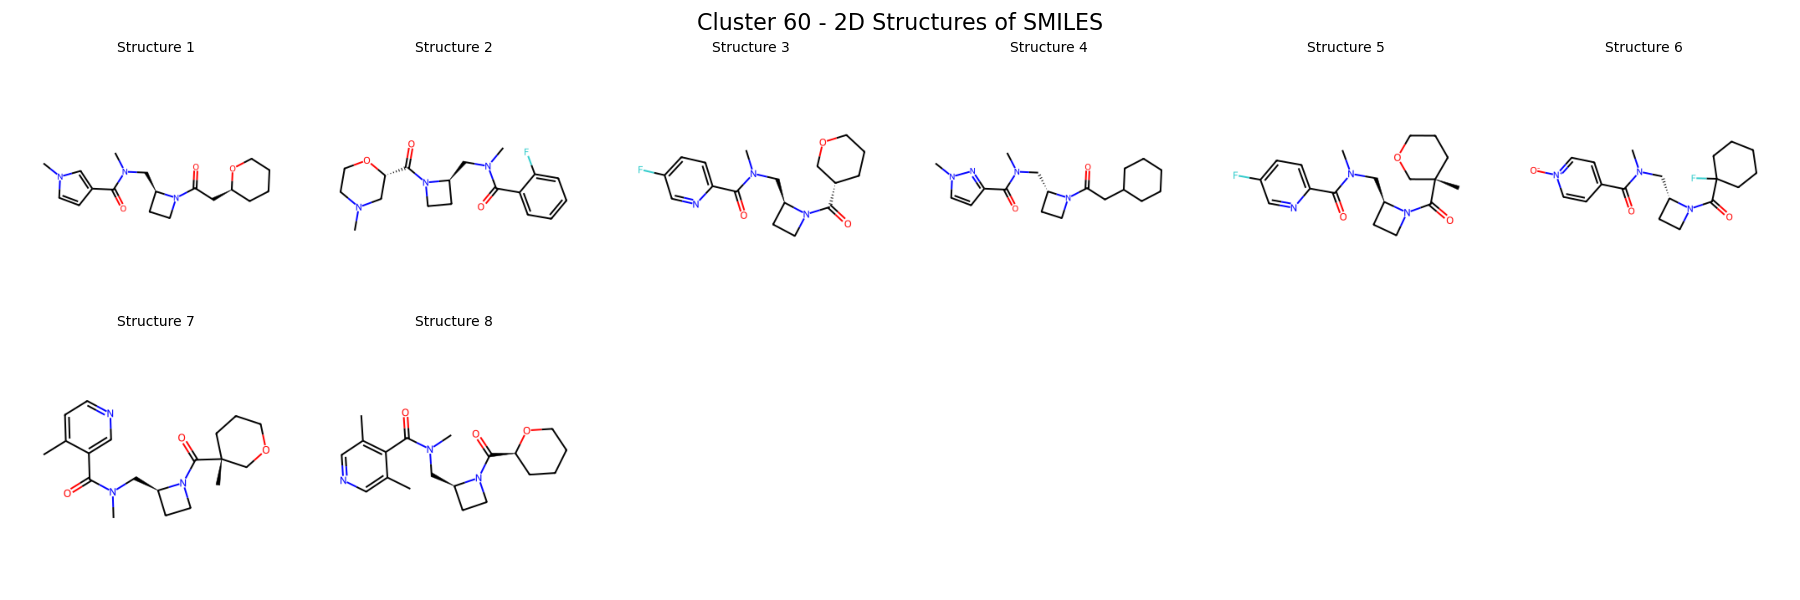 Cluster 60 - 2D Structures of SMILES
Structure 1
Structure 2
Structure 3
Structure 4
Structure 5
Structure 6
N
N
O
N
O
O
O
N
O
N
N
O
F
F
N
O
N
N
O
O
N
N
N
O
N
O
F
N
O
N
N
O
O
O
N
O
N
N
O
F
Structure 7
Structure 8
N
O
N
N
O
O
N
O
N
N
O
O